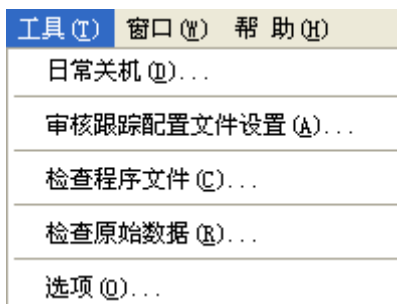 工具(T) 窗口(W) 帮 助(H)
日常关机(D)...
审核跟踪配置文件设置(A)...
检查程序文件(C)...
检查原始数据(R)...
选项(O)...